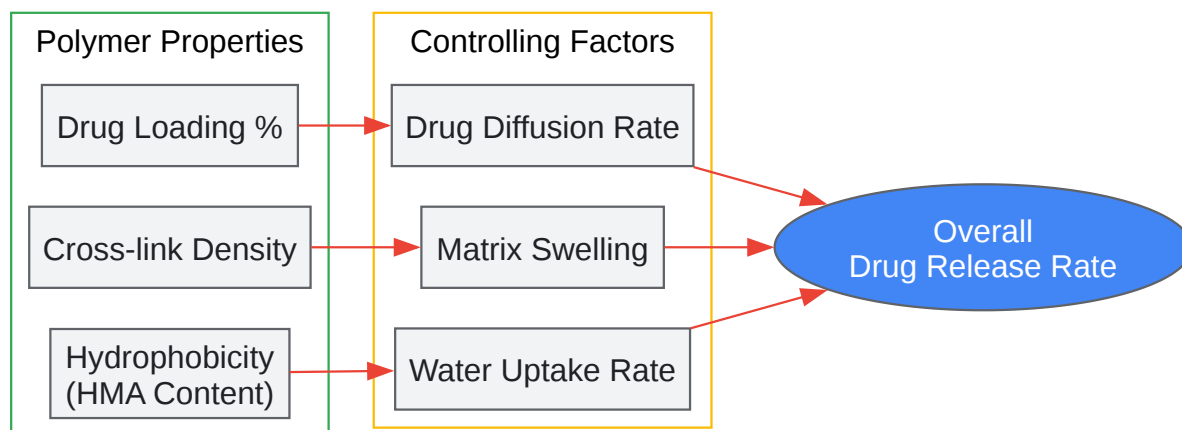 Polymer Properties
Drug Loading %
Cross-link Density
Hydrophobicity
(HMA Content)
Controlling Factors
Drug Diffusion Rate
Matrix Swelling
Water Uptake Rate
Overall
Drug Release Rate